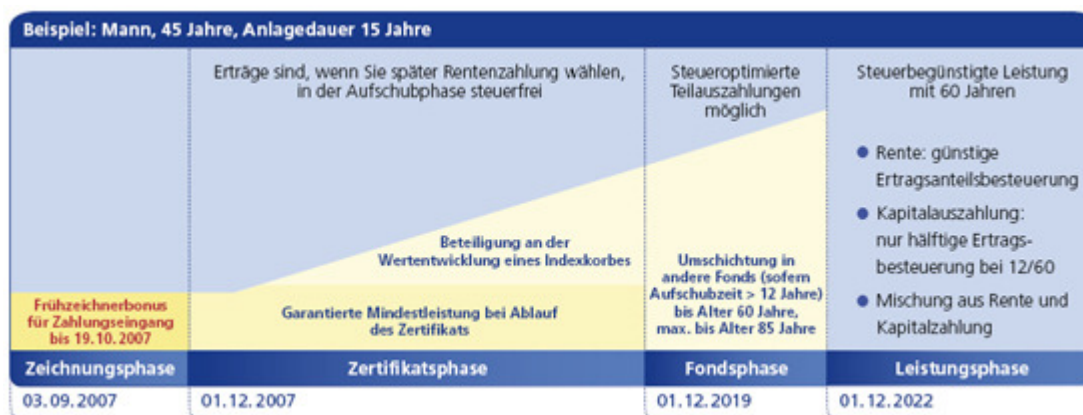 Beispiel: Mann, 45 Jahre, Anlagedauer 15 Jahre
Erträge sind, wenn Sie später Rentenzahlung wählen,
in der Aufschubphase steuerfrei
Steueroptimierte
Teilauszahlungen
möglich
Steuerbegünstigte Leistung
mit 60 Jahren
Rente: günstige
Ertragsanteilsbesteuerung
Kapitalauszahlung:
nur hälftige Ertrags-
besteuerung bei 12/60
Mischung aus Rente und
Kapitalzahlung
Beteiligung an der
Wertentwicklung eines Indexkorbes
Umschichtung in
andere Fonds (sofern
Aufschubzeit > 12 Jahre)
bis Alter 60 Jahre,
max. bis Alter 85 Jahre
Frühzeichnerbonus
für Zahlungseingang
bis 19.10.2007
Garantierte Mindestleistung bei Ablauf
des Zertifikats
Zeichnungsphase
Zertifikatsphase
Fondsphase
Leistungsphase
03.09.2007
01.12.2007
01.12.2019
01.12.2022